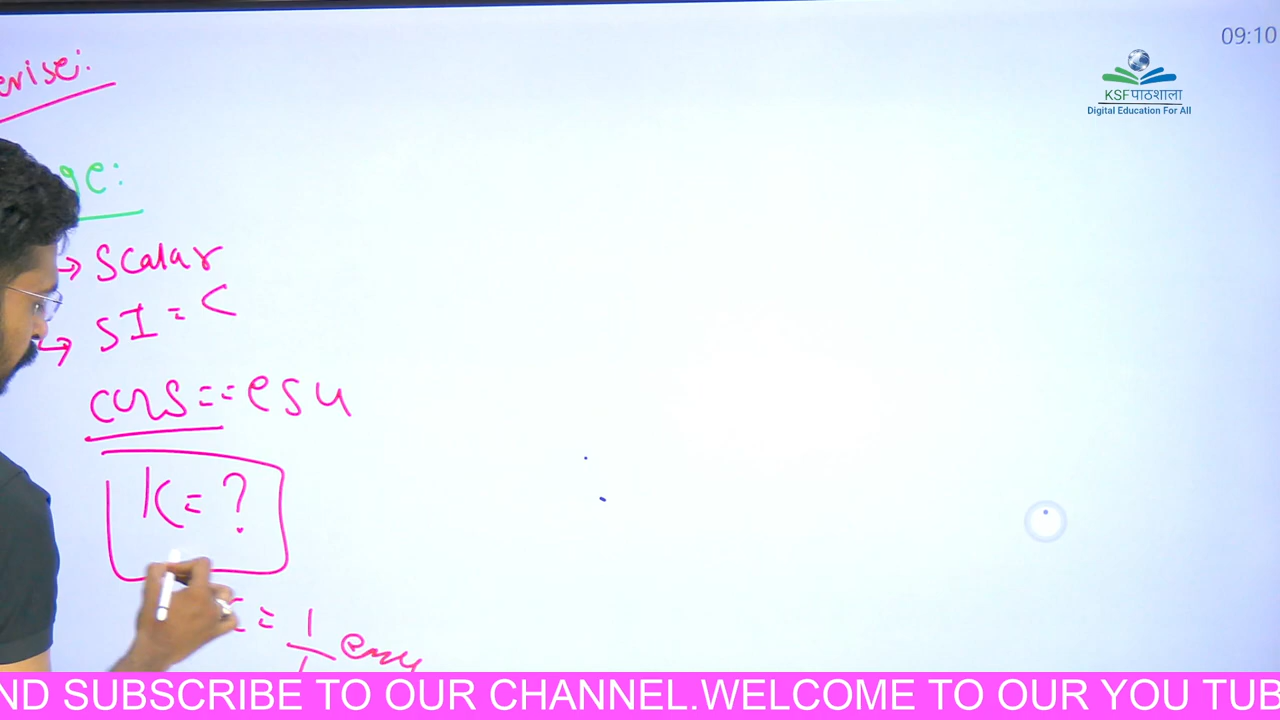 09:10
KSFपाठशाला
Digital Education For All
erise:
ge:
→ Scalar
→ SI = C
CGS == esu
K = ?
= 1 emu
ND SUBSCRIBE TO OUR CHANNEL.WELCOME TO OUR YOU TUB